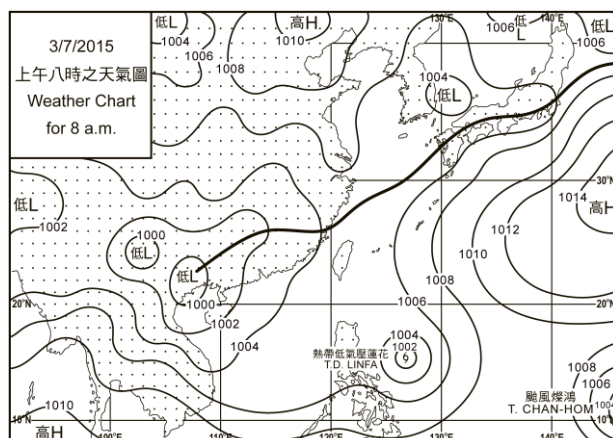 3/7/2015
上午八時之天氣圖
Weather Chart
for 8 a.m.
低L
1004
1006
1008
高H
1010
130°E
1006
低L
140°E
低L
1006
1004
低L
30°N
1014
高H
低L
1002
1000
低L
低L
1000
1002
1004
1012
1010
1008
1006
20°N
20°N
1004
1002
熱帶低氣壓蓮花
T.D. LINFA
颱風燦鴻
T. CHAN-HOM
1008
1006
1004
1010
高H
10°N
100°E
110°E
120°E
130°E
140°E
10°N